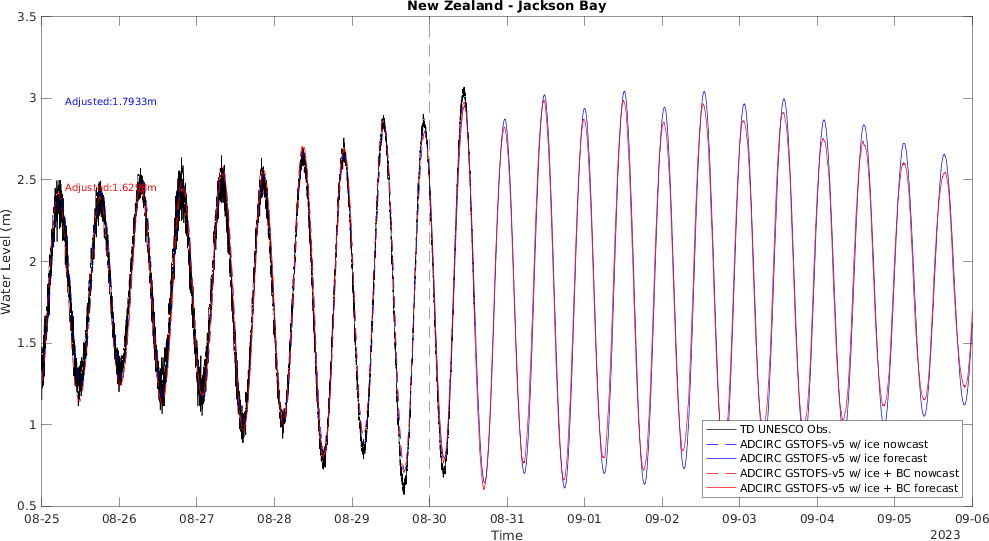 New Zealand - Jackson Bay
Water Level (m)
3.5
3
2.5
2
1.5
1
0.5
Adjusted:1.7933m
TD UNESCO Obs.
ADCIRC GSTOFS-v5 w/ ice nowcast
ADCIRC GSTOFS-v5 w/ ice forecast
ADCIRC GSTOFS-v5 w/ ice + BC nowcast
ADCIRC GSTOFS-v5 w/ ice + BC forecast
08-25 08-26 08-27 08-28 08-29 08-30 08-31 09-01 09-02 09-03 09-04 09-05 09-06
Time
2023